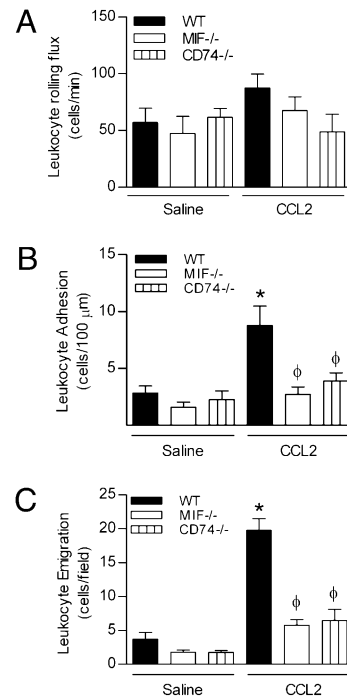 A
WT
MIF-/-
CD74-/-
Leukocyte rolling flux
(cells/min)
150
100
50
0
Saline
CCL2
B
WT
MIF-/-
CD74-/-
Leukocyte Adhesion
(cells/100 μm)
15
10
5
*
ϕ
ϕ
Saline
CCL2
C
WT
MIF-/-
CD74-/-
Leukocyte Emigration
(cells/field)
25
20
15
10
5
0
*
ϕ
ϕ
Saline
CCL2